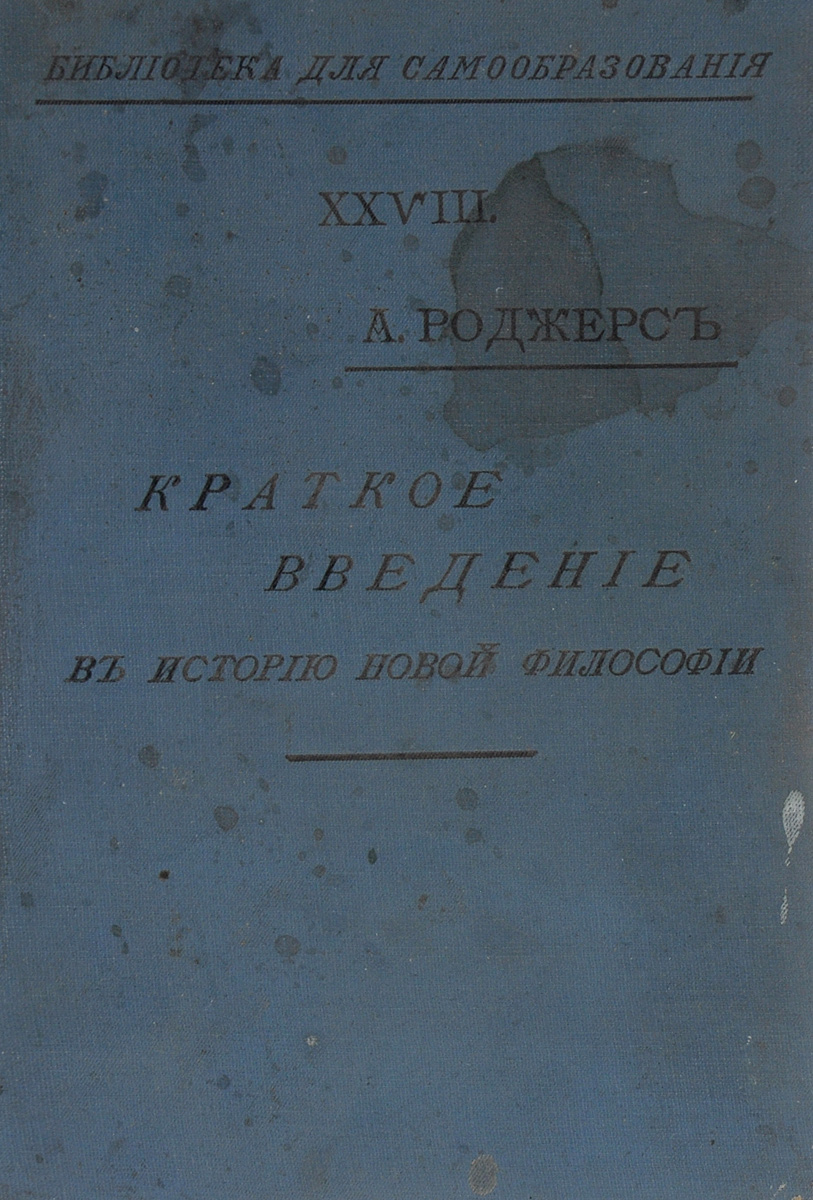 БИБЛІОТЕКА ДЛЯ САМООБРАЗОВАНІЯ
XXVIII.
А. РОДЖЕРСЪ
КРАТКОЕ
ВВЕДЕНІЕ
ВЪ ИСТОРІЮ НОВОЙ ФИЛОСОФІИ